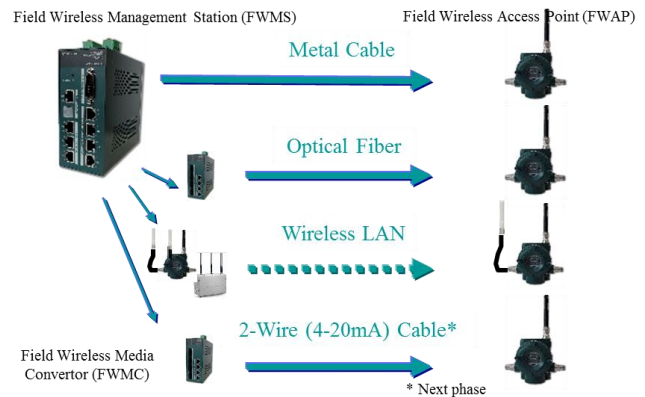 Field Wireless Management Station (FWMS)
Field Wireless Access Point (FWAP)
Metal Cable
Optical Fiber
Wireless LAN
2-Wire (4-20mA) Cable*
Field Wireless Media
Convertor (FWMC)
* Next phase